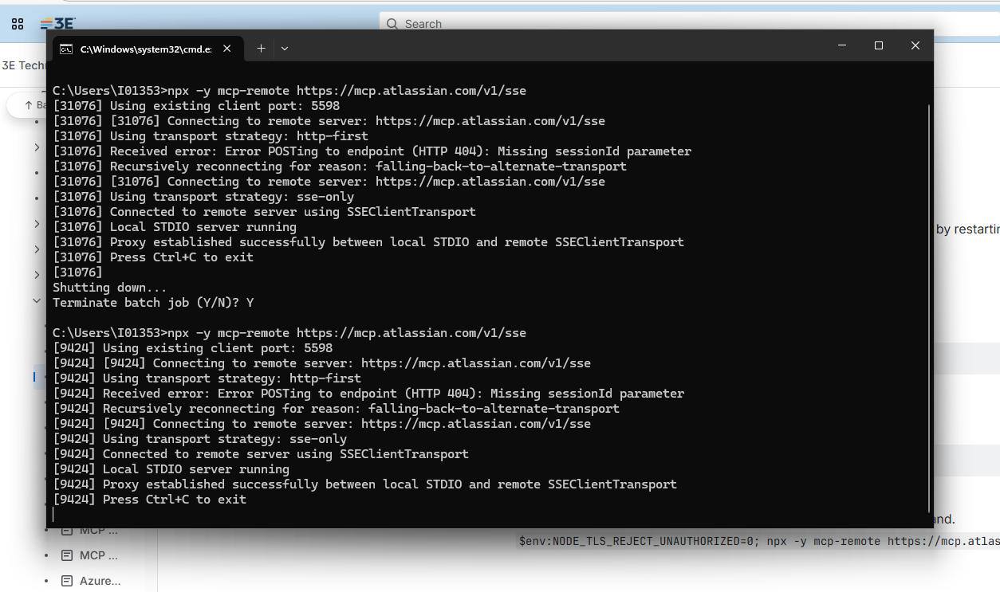 3E
Search
C:\Windows\system32\cmd.e
3E Techn
↑ Ba
C:\Users\I01353>npx -y mcp-remote https://mcp.atlassian.com/v1/sse
[31076] Using existing client port: 5598
[31076] [31076] Connecting to remote server: https://mcp.atlassian.com/v1/sse
[31076] Using transport strategy: http-first
[31076] Received error: Error POSTing to endpoint (HTTP 404): Missing sessionId parameter
[31076] Recursively reconnecting for reason: falling-back-to-alternate-transport
[31076] [31076] Connecting to remote server: https://mcp.atlassian.com/v1/sse
[31076] Using transport strategy: sse-only
[31076] Connected to remote server using SSEClientTransport
[31076] Local STDIO server running
[31076] Proxy established successfully between local STDIO and remote SSEClientTransport
[31076] Press Ctrl+C to exit
[31076]
Shutting down...
Terminate batch job (Y/N)? Y
by restartin
C:\Users\I01353>npx -y mcp-remote https://mcp.atlassian.com/v1/sse
[9424] Using existing client port: 5598
[9424] [9424] Connecting to remote server: https://mcp.atlassian.com/v1/sse
[9424] Using transport strategy: http-first
[9424] Received error: Error POSTing to endpoint (HTTP 404): Missing sessionId parameter
[9424] Recursively reconnecting for reason: falling-back-to-alternate-transport
[9424] [9424] Connecting to remote server: https://mcp.atlassian.com/v1/sse
[9424] Using transport strategy: sse-only
[9424] Connected to remote server using SSEClientTransport
[9424] Local STDIO server running
[9424] Proxy established successfully between local STDIO and remote SSEClientTransport
[9424] Press Ctrl+C to exit
and.
MCP ...
$env:NODE_TLS_REJECT_UNAUTHORIZED=0; npx -y mcp-remote https://mcp.atlas
MCP ...
Azure...